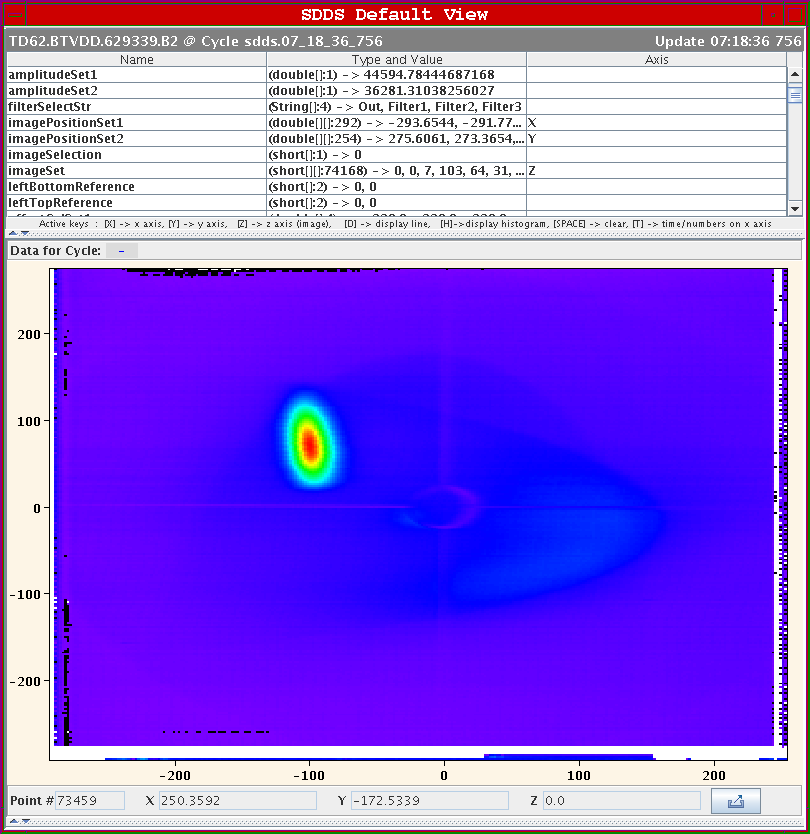 SDDS Default View
TD62.BTVDD.629339.B2 @ Cycle sdds.07_18_36_756 Update 07:18:36 756
Name Type and Value Axis
amplitudeSet1 (double[]:1) -> 44594.78444687168
amplitudeSet2 (double[]:1) -> 36281.31038256027
filterSelectStr (String[]:4) -> Out, Filter1, Filter2, Filter3
imagePositionSet1 (double[][]:292) -> -293.6544, -291.77... X
imagePositionSet2 (double[][]:254) -> 275.6061, 273.3654,... Y
imageSelection (short[]:1) -> 0
imageSet (short[]:74168) -> 0, 0, 7, 103, 64, 31, ... Z
leftBottomReference (short[]:2) -> 0, 0
leftTopReference (short[]:2) -> 0, 0
Active keys : [X] -> x axis, [Y] -> y axis, [Z] -> z axis (image), [D] -> display line, [H]->display histogram, [SPACE] -> clear, [T] -> time/numbers on x axis
Data for Cycle: -
200
100
0
-100
-200
-200 -100 0 100 200
Point # 73459 X 250.3592 Y -172.5339 Z 0.0